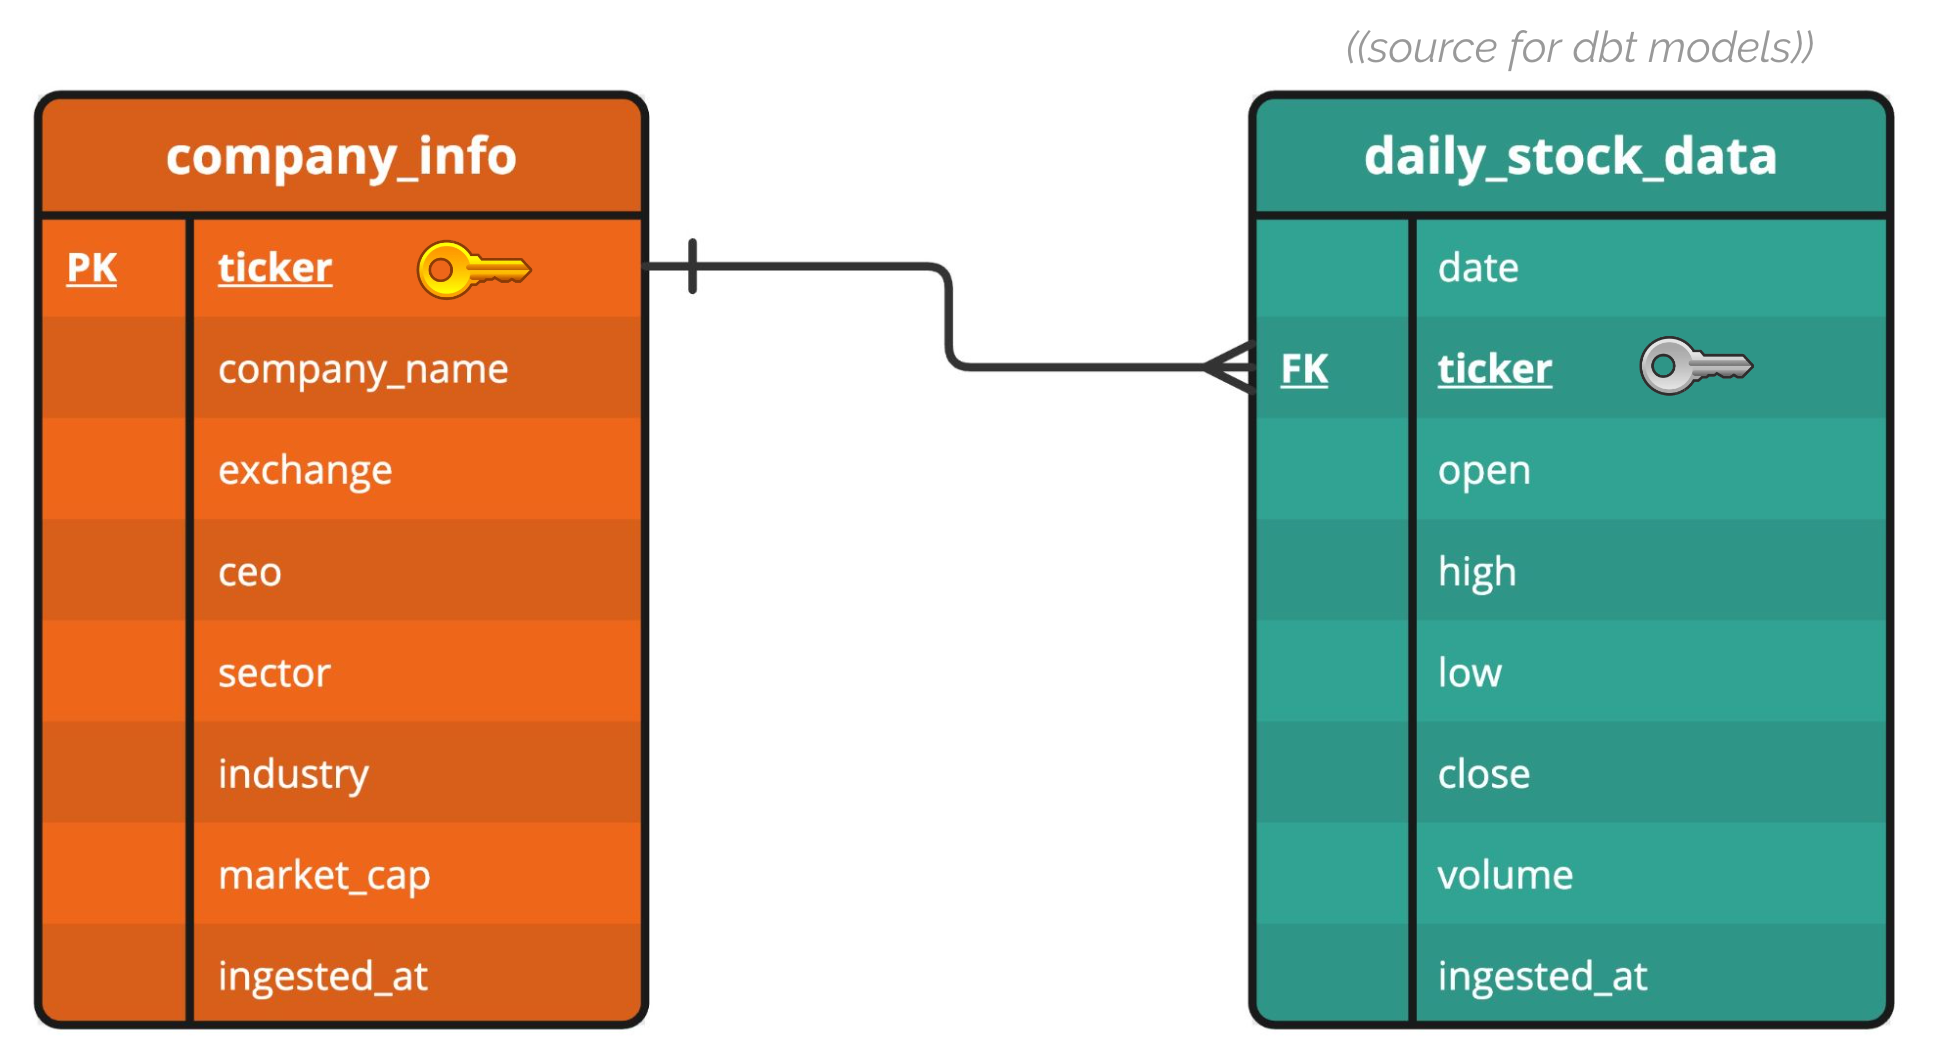 ((source for dbt models))
company_info
PK ticker
company_name
exchange
ceo
sector
industry
market_cap
ingested_at
daily_stock_data
date
FK ticker
open
high
low
close
volume
ingested_at